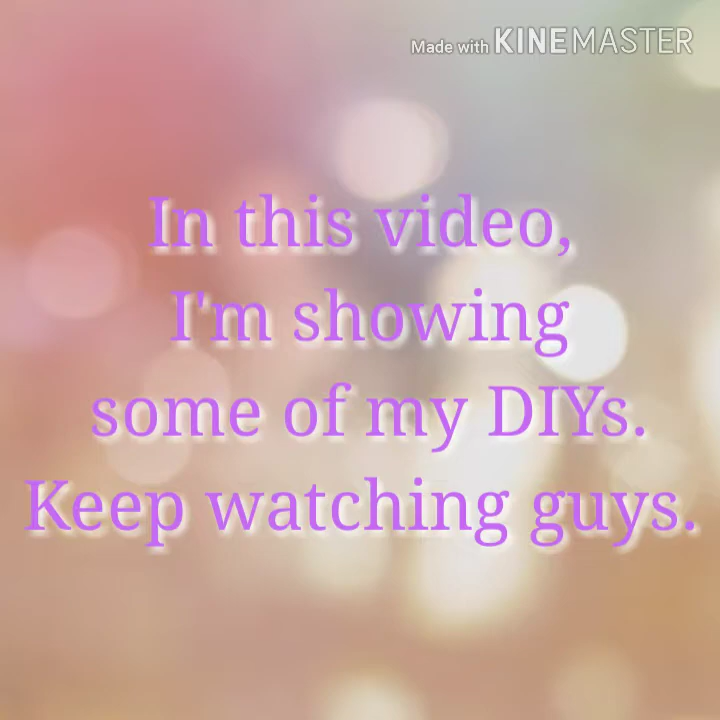 Made with KINEMASTER
In this video,
I'm showing
some of my DIYs.
Keep watching guys.